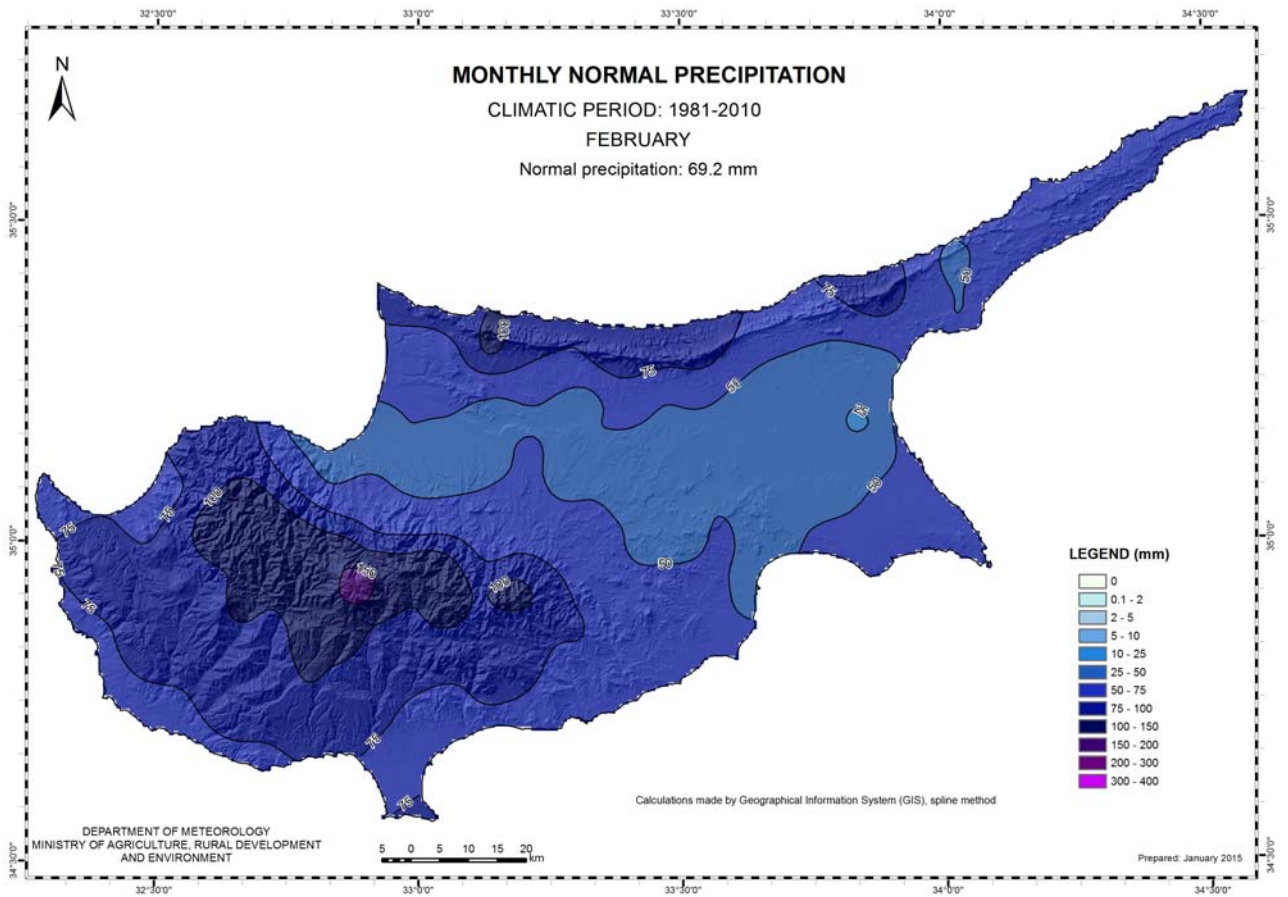 32°30'0" 33°0'0" 33°30'0" 34°0'0" 34°30'0"
N
MONTHLY NORMAL PRECIPITATION
CLIMATIC PERIOD: 1981-2010
FEBRUARY
Normal precipitation: 69.2 mm
35°30'0" 35°30'0"
50
75
100
75
50
25
50
100
75
75
35°0'0" 35°0'0"
50
150
100
75
75
75
LEGEND (mm)
0
0.1 - 2
2 - 5
5 - 10
10 - 25
25 - 50
50 - 75
75 - 100
100 - 150
150 - 200
200 - 300
300 - 400
Calculations made by Geographical Information System (GIS), spline method
DEPARTMENT OF METEOROLOGY
MINISTRY OF AGRICULTURE, RURAL DEVELOPMENT
AND ENVIRONMENT
5 0 5 10 15 20
km
Prepared: January 2015
34°30'0" 34°30'0"
32°30'0" 33°0'0" 33°30'0" 34°0'0" 34°30'0"